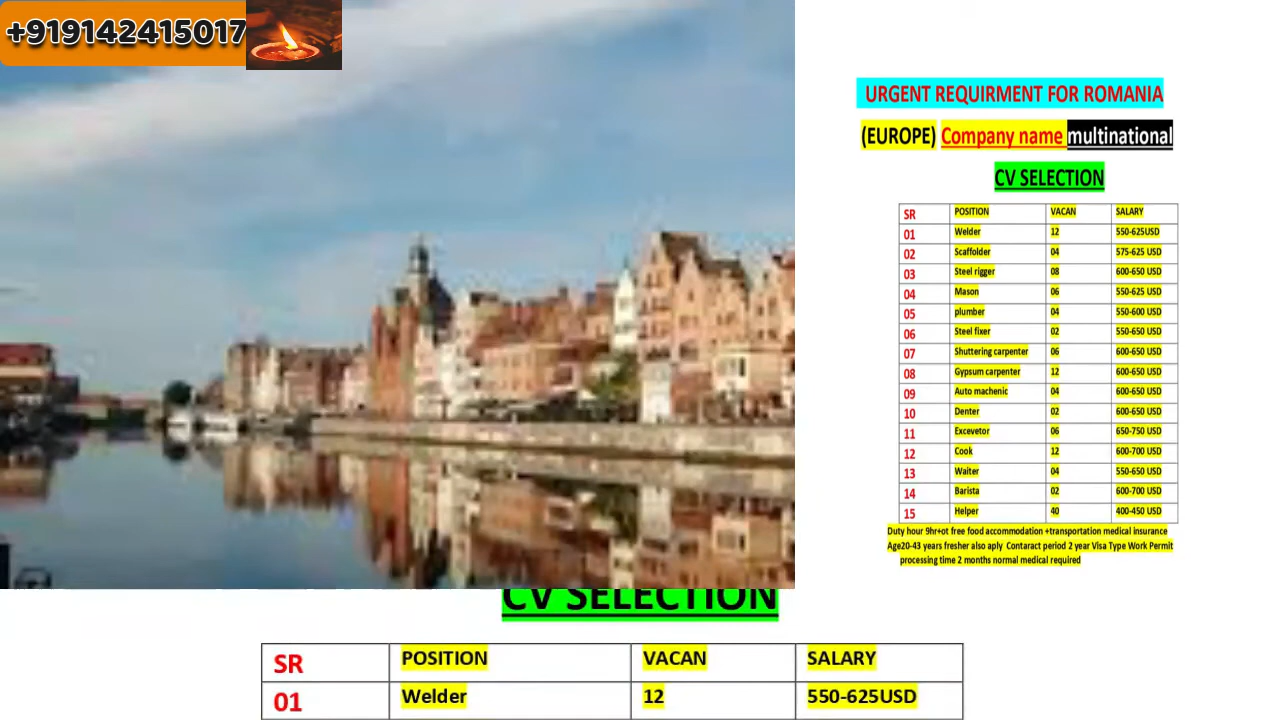 +919142415017
URGENT REQUIRMENT FOR ROMANIA
(EUROPE) Company name multinational
CV SELECTION
SR POSITION VACAN SALARY
01 Welder 12 550-625USD
02 Scaffolder 04 575-625 USD
03 Steel rigger 08 600-650 USD
04 Mason 06 550-625 USD
05 plumber 04 550-600 USD
06 Steel fixer 02 550-650 USD
07 Shuttering carpenter 06 600-650 USD
08 Gypsum carpenter 12 600-650 USD
09 Auto machenic 04 600-650 USD
10 Denter 02 600-650 USD
11 Excevetor 06 650-750 USD
12 Cook 12 600-700 USD
13 Waiter 04 550-650 USD
14 Barista 02 600-700 USD
15 Helper 40 400-450 USD
Duty hour 9hr+ot free food accommodation +transportation medical insurance
Age20-43 years fresher also aply Contaract period 2 year Visa Type Work Permit
processing time 2 months normal medical required
CV SELECTION
SR POSITION VACAN SALARY
01 Welder 12 550-625USD